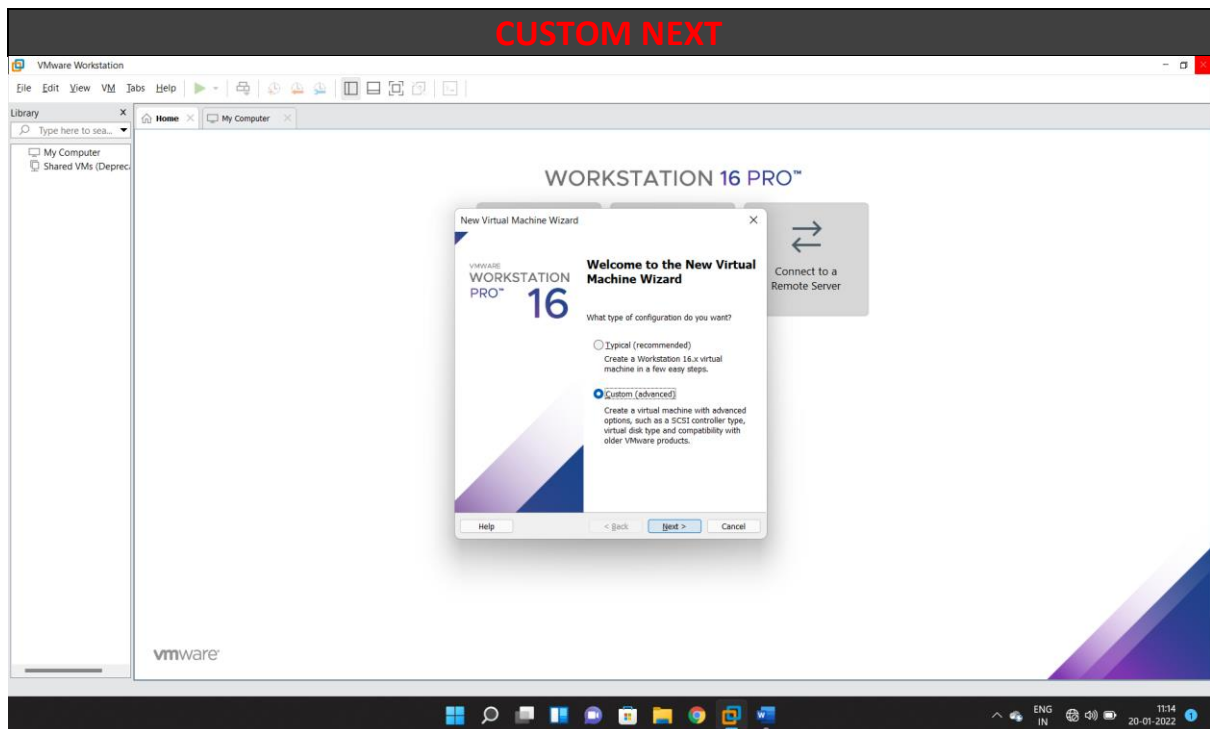 CUSTOM NEXT
VMware Workstation
File Edit View VM Tabs Help
Library X
Home My Computer
Type here to sea...
My Computer
Shared VMs (Depreca
WORKSTATION 16 PRO™
New Virtual Machine Wizard
VMWARE
WORKSTATION
PRO™ 16
Welcome to the New Virtual
Machine Wizard
What type of configuration do you want?
Typical (recommended)
Create a Workstation 16.x virtual
machine in a few easy steps.
Custom (advanced)
Create a virtual machine with advanced
options, such as a SCSI controller type,
virtual disk type and compatibility with
older VMware products.
Help < Back Next > Cancel
Connect to a
Remote Server
vmware
ENG
IN
11:14
20-01-2022
1